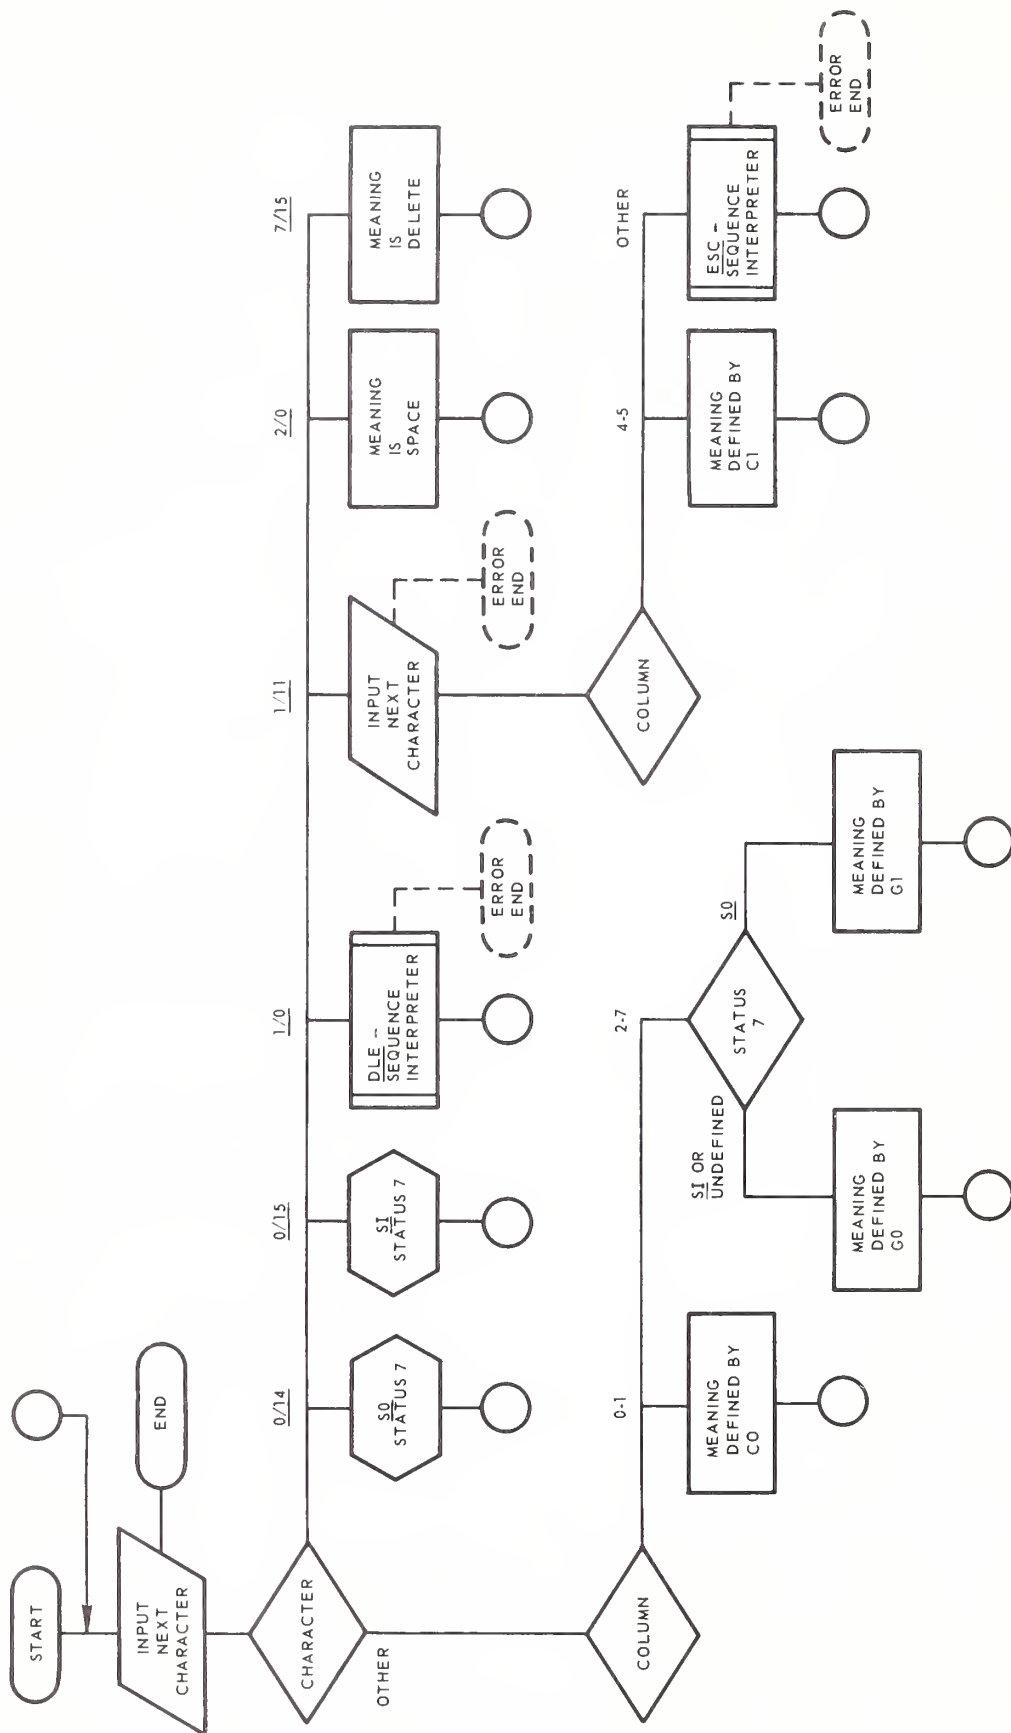 START
INPUT
NEXT
CHARACTER
END
CHARACTER
0/14
SO
STATUS 7
0/15
SI
STATUS 7
1/0
DLE -
SEQUENCE
INTERPRETER
ERROR
END
1/11
INPUT
NEXT
CHARACTER
ERROR
END
2/0
MEANING
IS
SPACE
7/15
MEANING
IS
DELETE
OTHER
COLUMN
0-1
MEANING
DEFINED BY
CO
2-7
STATUS
7
SI OR
UNDEFINED
MEANING
DEFINED BY
G0
SO
MEANING
DEFINED BY
G1
COLUMN
4-5
MEANING
DEFINED BY
C1
OTHER
ESC -
SEQUENCE
INTERPRETER
ERROR
END